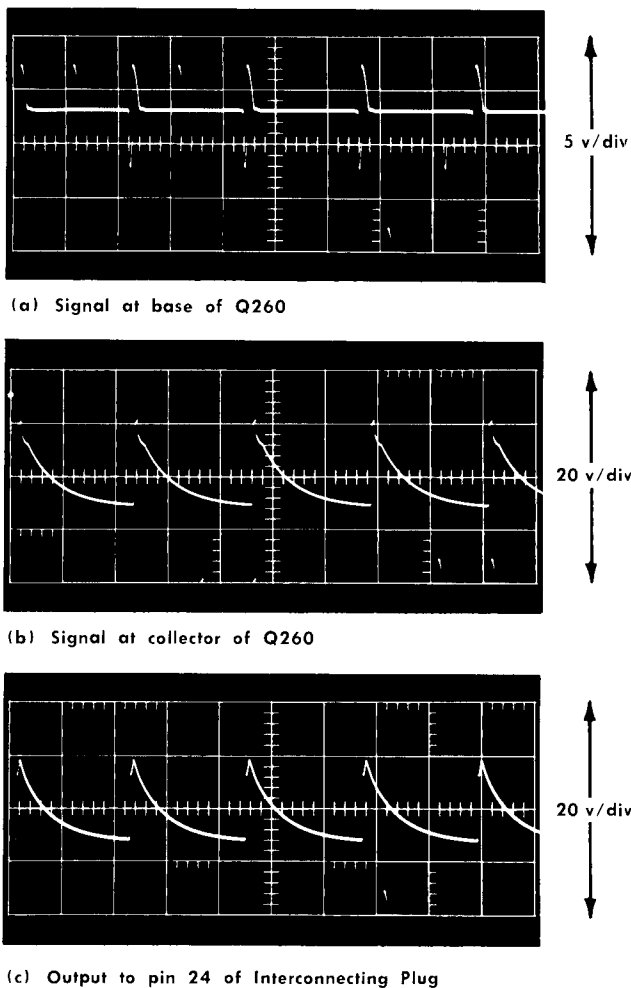 5 v/div
(a) Signal at base of Q260
20 v/div
(b) Signal at collector of Q260
20 v/div
(c) Output to pin 24 of Interconnecting Plug